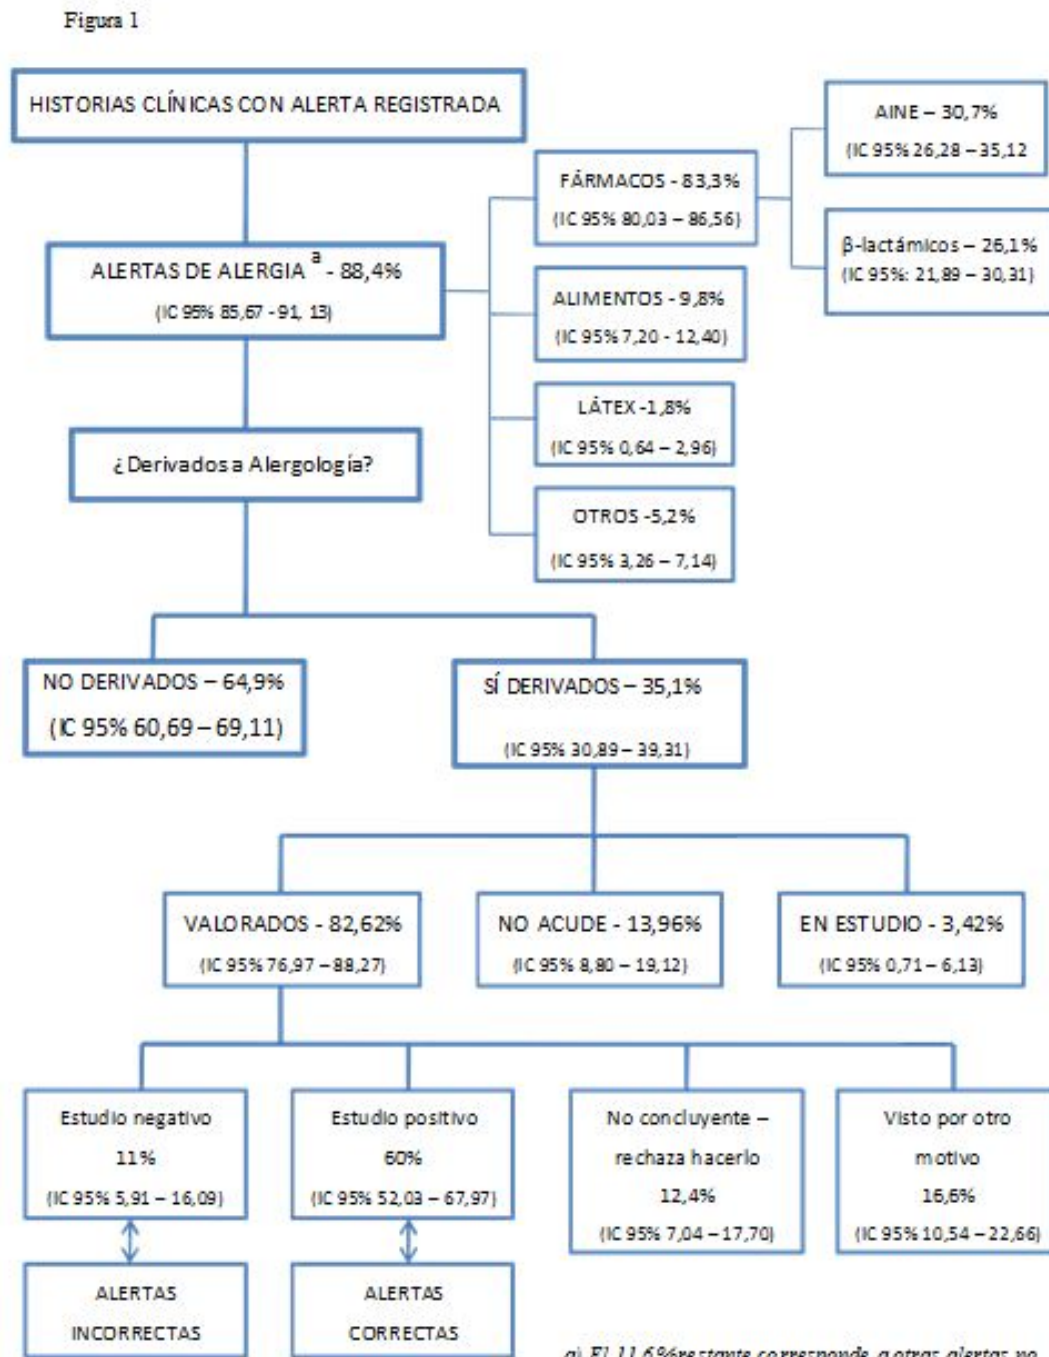 Figura 1
HISTORIAS CLÍNICAS CON ALERTA REGISTRADA
AINE – 30,7%
(IC 95% 26,28 – 35,12
FÁRMACOS - 83,3%
(IC 95% 80,03 – 86,56)
β-lactámicos – 26,1%
(IC 95%: 21,89 – 30,31)
ALERTAS DE ALERGIA a - 88,4%
(IC 95% 85,67 - 91, 13)
ALIMENTOS - 9,8%
(IC 95% 7,20 - 12,40)
LÁTEX -1,8%
(IC 95% 0,64 – 2,96)
¿Derivados a Alergología?
OTROS -5,2%
(IC 95% 3,26 – 7,14)
NO DERIVADOS – 64,9%
(IC 95% 60,69 – 69,11)
SÍ DERIVADOS – 35,1%
(IC 95% 30,89 – 39,31)
VALORADOS - 82,62%
(IC 95% 76,97 – 88,27)
NO ACUDE - 13,96%
(IC 95% 8,80 – 19,12)
EN ESTUDIO - 3,42%
(IC 95% 0,71 – 6,13)
Estudio negativo
11%
(IC 95% 5,91 – 16,09)
Estudio positivo
60%
(IC 95% 52,03 – 67,97)
No concluyente –
rechaza hacerlo
12,4%
(IC 95% 7,04 – 17,70)
Visto por otro
motivo
16,6%
(IC 95% 10,54 – 22,66)
ALERTAS
INCORRECTAS
ALERTAS
CORRECTAS
a) El 11,6% restante corresponde a otras alertas no